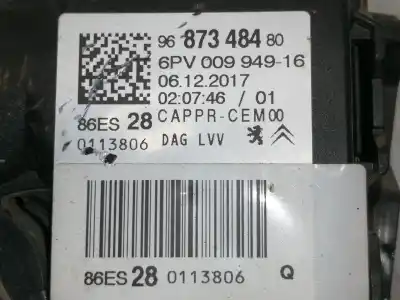 96 873 484 80
6PV 009 949-16
06.12.2017
02:07:46 / 01
86ES 28 CAPPR-CEM00
0113806 DAG LVV
86ES 28 0113806 Q